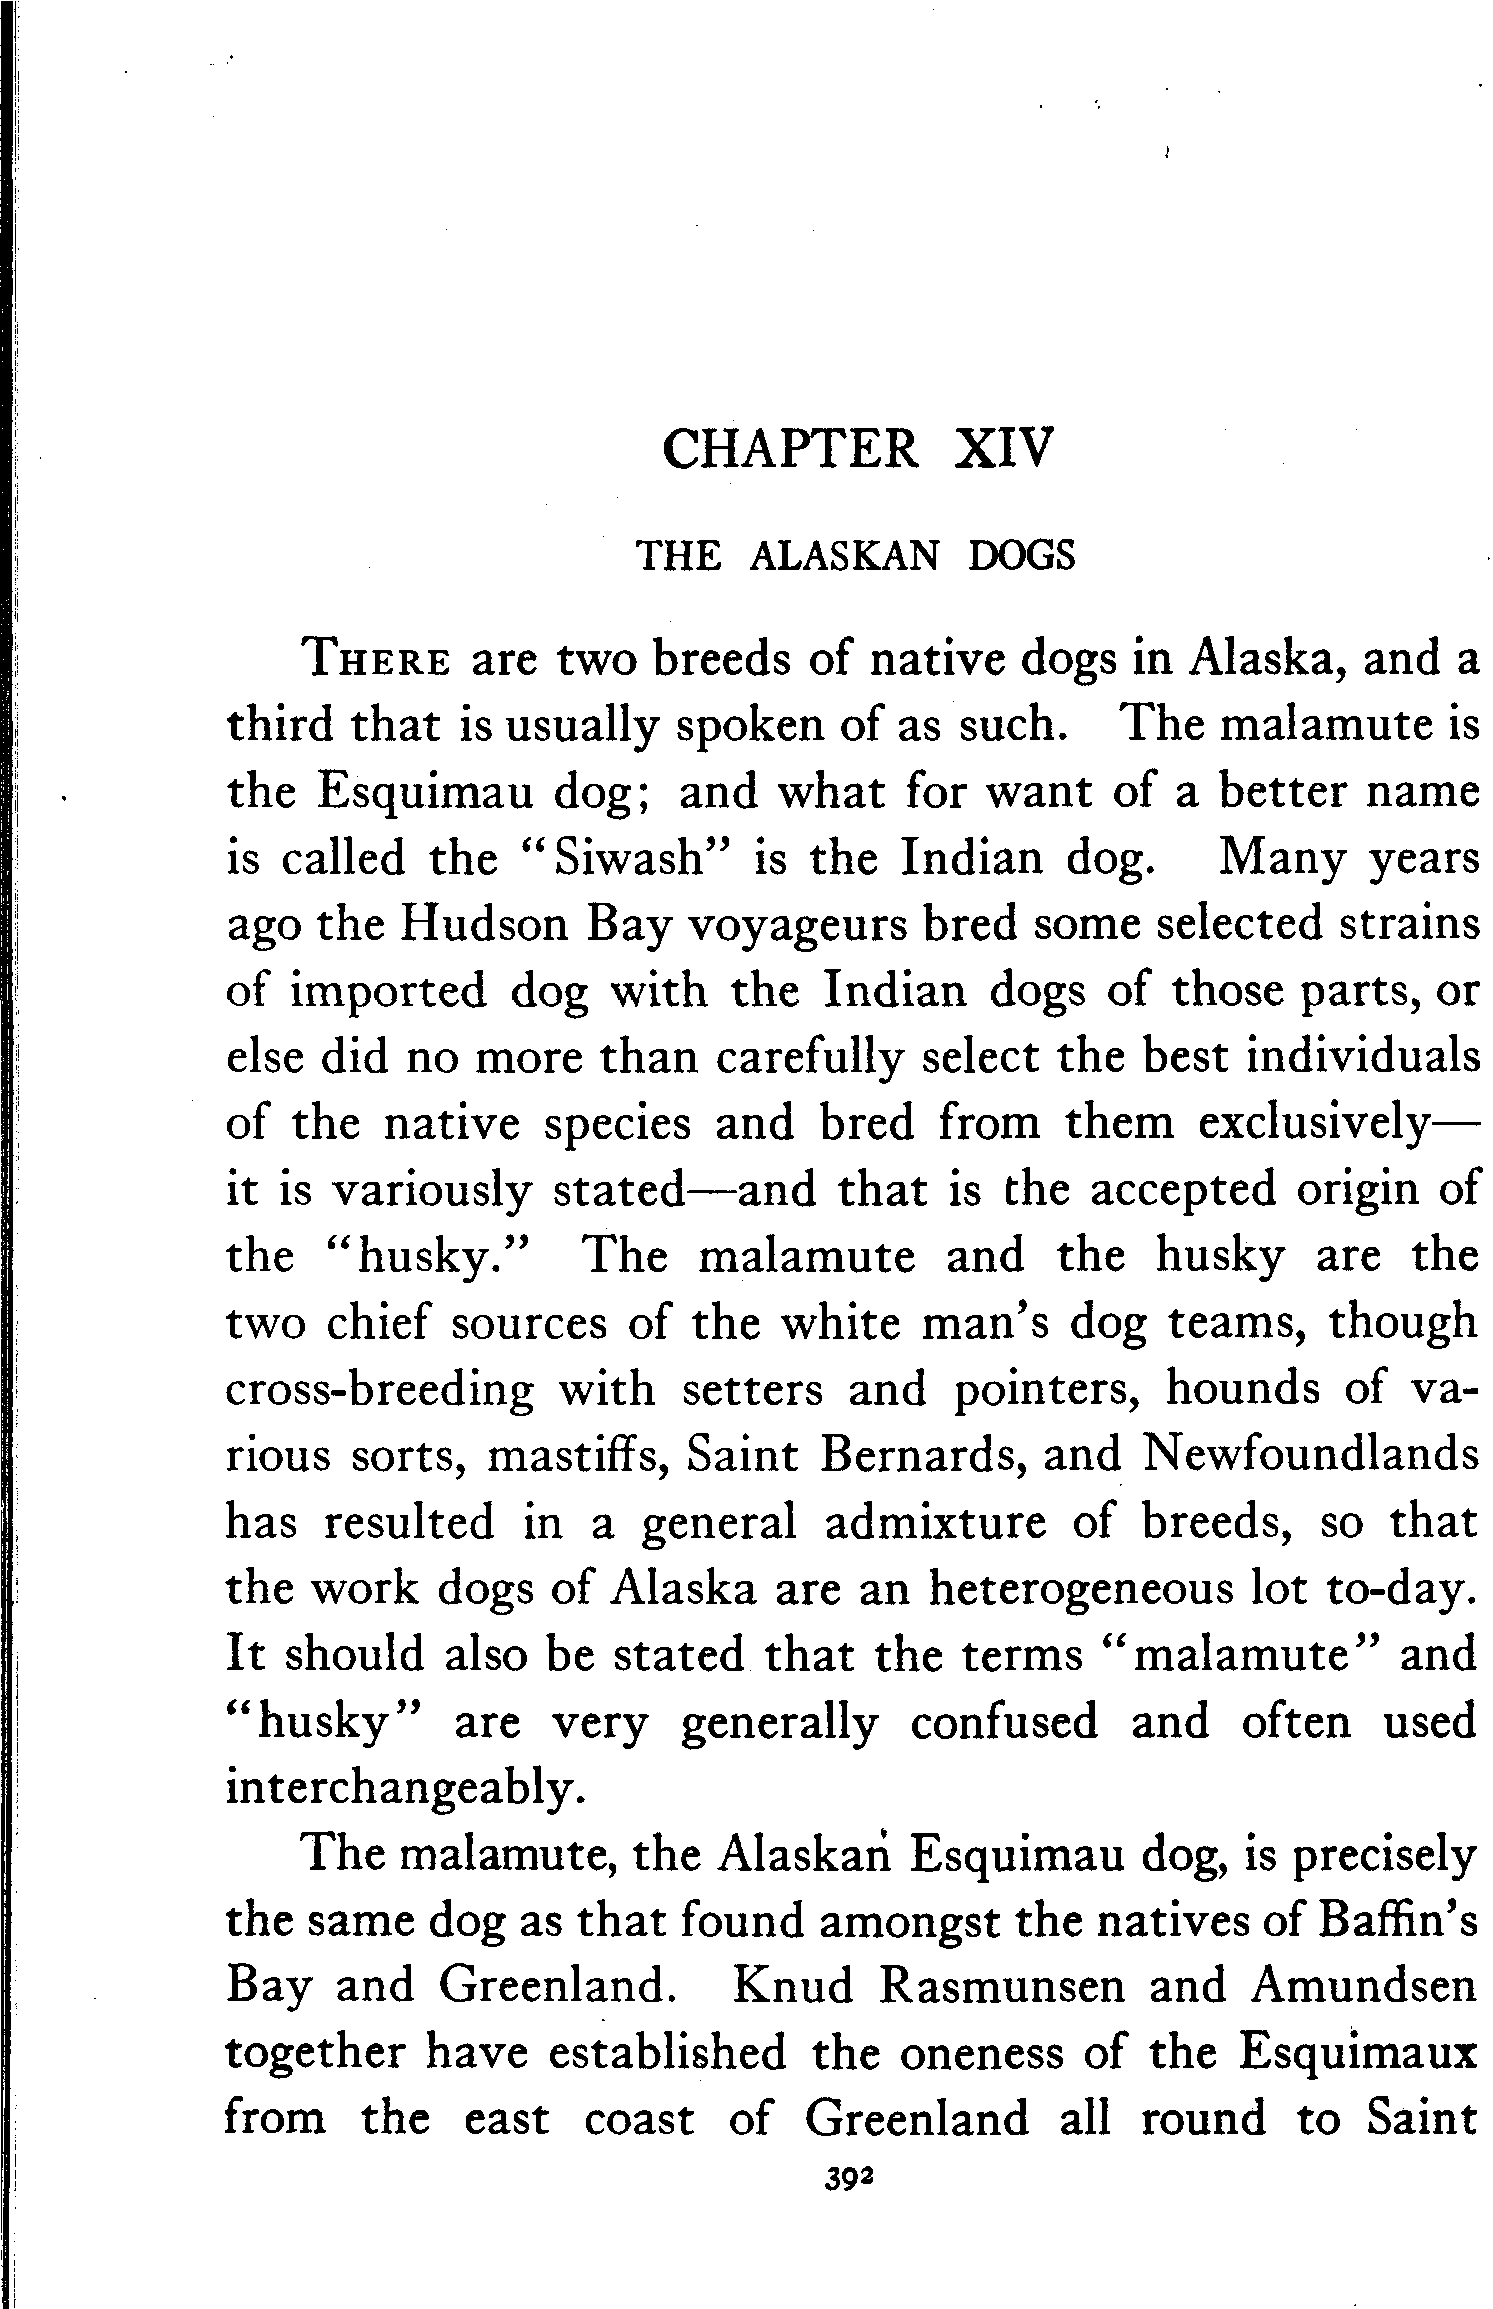 CHAPTER XIV
THE ALASKAN DOGS
THERE are two breeds of native dogs in Alaska, and a
third that is usually spoken of as such. The malamute is
the Esquimau dog; and what for want of a better name
is called the “Siwash” is the Indian dog. Many years
ago the Hudson Bay voyageurs bred some selected strains
of imported dog with the Indian dogs of those parts, or
else did no more than carefully select the best individuals
of the native species and bred from them exclusively—
it is variously stated—and that is the accepted origin of
the “husky.” The malamute and the husky are the
two chief sources of the white man’s dog teams, though
cross-breeding with setters and pointers, hounds of va-
rious sorts, mastiffs, Saint Bernards, and Newfoundlands
has resulted in a general admixture of breeds, so that
the work dogs of Alaska are an heterogeneous lot to-day.
It should also be stated that the terms “malamute” and
“husky” are very generally confused and often used
interchangeably.
The malamute, the Alaskan Esquimau dog, is precisely
the same dog as that found amongst the natives of Baffin’s
Bay and Greenland. Knud Rasmunsen and Amundsen
together have established the oneness of the Esquimaux
from the east coast of Greenland all round to Saint
392